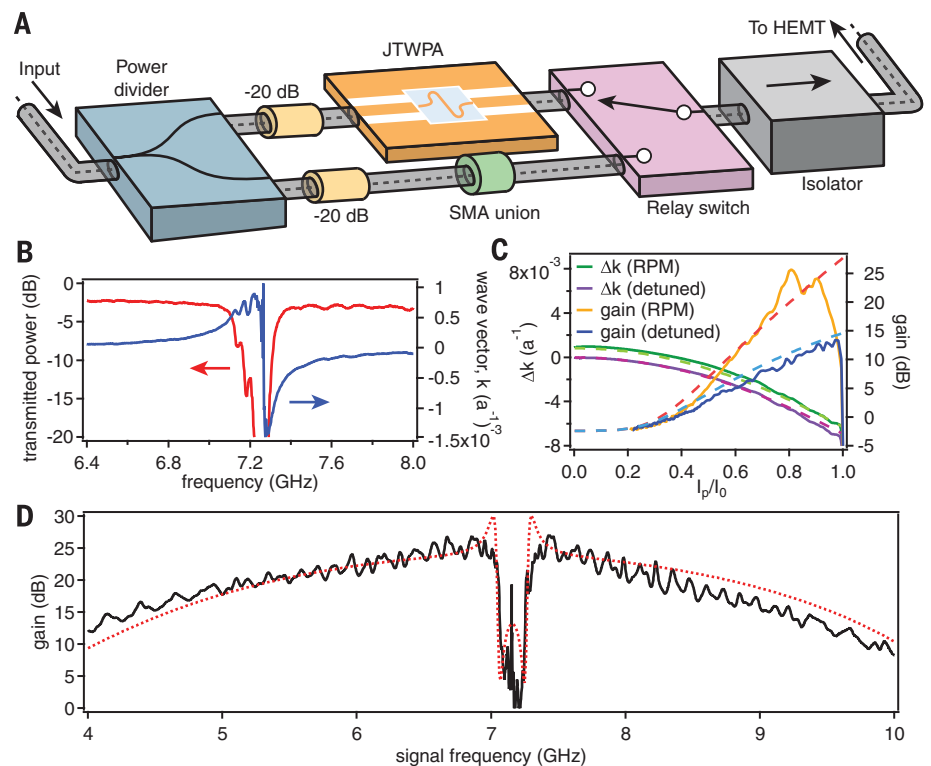 A
Input
Power
divider
-20 dB
-20 dB
JTWPA
SMA union
Relay switch
To HEMT
Isolator
B
transmitted power (dB)
0
-5
-10
-15
-20
6.4
6.8
7.2
7.6
8.0
frequency (GHz)
1
0.5
0
-0.5
-1
-1.5x10⁻³
wave vector, k (a⁻¹)
C
Δk (RPM)
Δk (detuned)
gain (RPM)
gain (detuned)
Δk (a⁻¹)
8x10⁻³
4
0
-4
-8
0.0
0.2
0.4
0.6
0.8
1.0
Iₚ/I₀
25
20
15
10
5
0
-5
gain (dB)
D
gain (dB)
30
25
20
15
10
5
0
4
5
6
7
8
9
10
signal frequency (GHz)